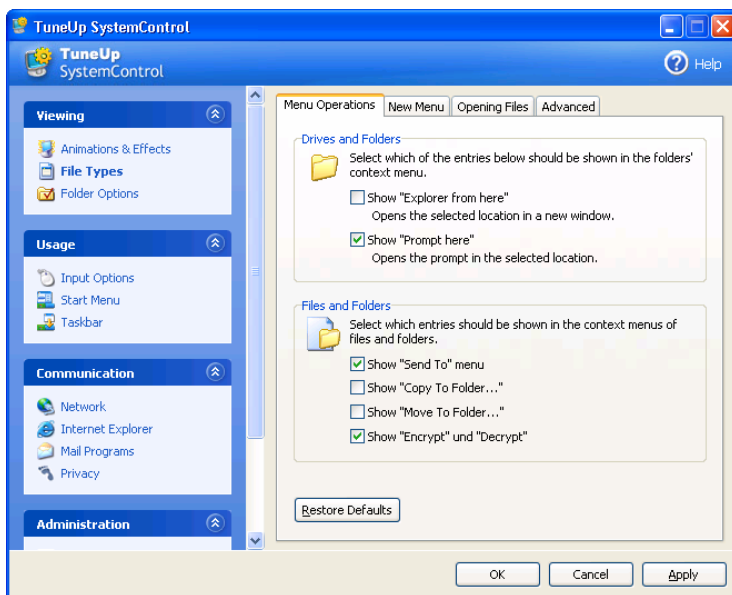 TuneUp SystemControl
TuneUp
SystemControl
Help
Viewing
Animations & Effects
File Types
Folder Options
Usage
Input Options
Start Menu
Taskbar
Communication
Network
Internet Explorer
Mail Programs
Privacy
Administration
Menu Operations New Menu Opening Files Advanced
Drives and Folders
Select which of the entries below should be shown in the folders'
context menu.
Show "Explorer from here"
Opens the selected location in a new window.
Show "Prompt here"
Opens the prompt in the selected location.
Files and Folders
Select which entries should be shown in the context menus of
files and folders.
Show "Send To" menu
Show "Copy To Folder..."
Show "Move To Folder..."
Show "Encrypt" und "Decrypt"
Restore Defaults
OK Cancel Apply